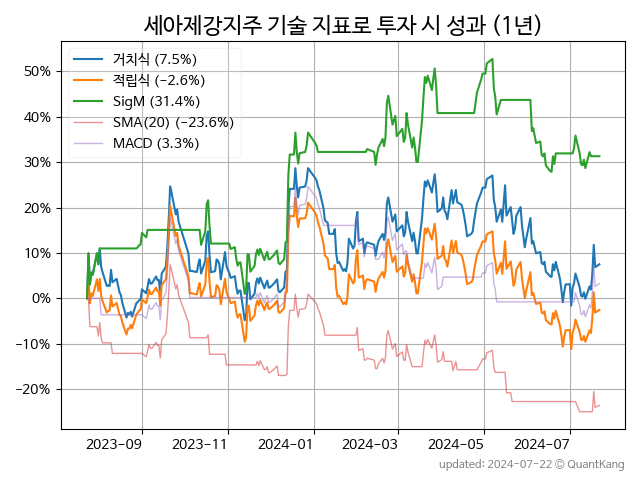 세아제강지주 기술 지표로 투자 시 성과 (1년)
거치식 (7.5%)
적립식 (−2.6%)
SigM (31.4%)
SMA(20) (−23.6%)
MACD (3.3%)
50%
40%
30%
20%
10%
0%
−10%
−20%
2023-09 2023-11 2024-01 2024-03 2024-05 2024-07
updated: 2024-07-22 © QuantKang